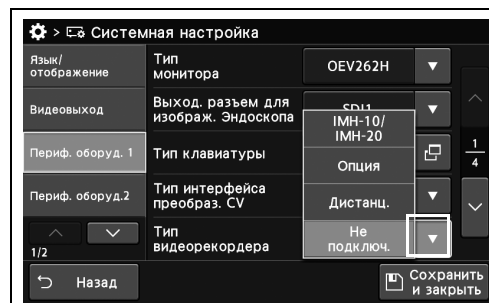 > Системная настройка
Язык/
отображение
Видеовыход
Периф. оборуд. 1
Периф. оборуд.2
1/2
Тип
монитора
OEV262H
Выход. разъем для
изображ. Эндоскопа
SDI1
Тип клавиатуры
Тип интерфейса
преобраз. CV
Тип
видеорекордера
IMH-10/
IMH-20
Опция
Дистанц.
Не
подключ.
1
4
Назад
Сохранить
и закрыть